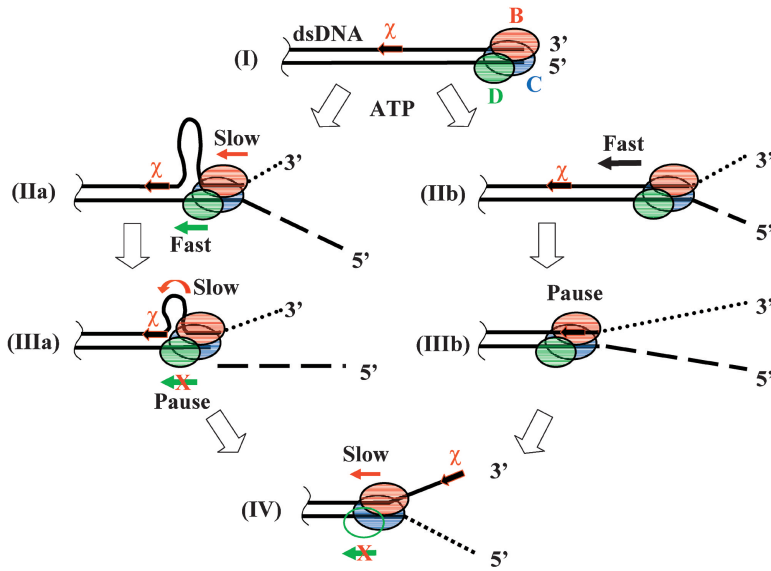 B
dsDNA χ 3’
(I) 5’
D C
ATP
Slow Fast
χ 3’ χ 3’
(IIa) (IIb)
Fast
5’ 5’
Slow Pause
χ 3’ 3’
(IIIa) (IIIb)
X 5’ 5’
Pause
Slow χ 3’
(IV)
X 5’